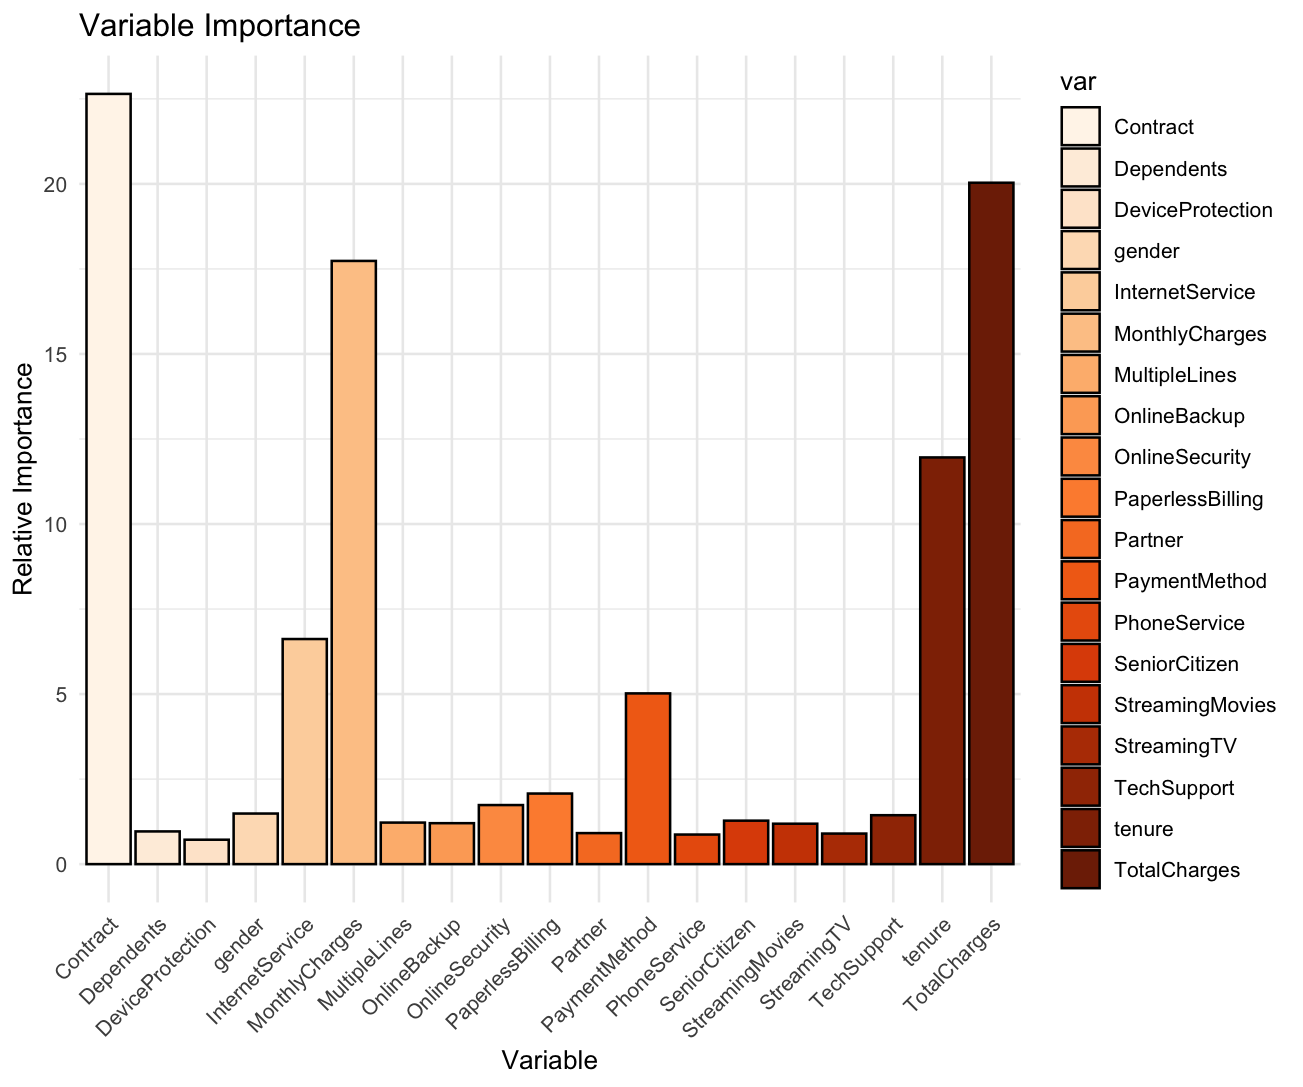 Variable Importance
Relative Importance
20
15
10
5
0
Contract
Dependents
DeviceProtection
gender
InternetService
MonthlyCharges
MultipleLines
OnlineBackup
OnlineSecurity
PaperlessBilling
Partner
PaymentMethod
PhoneService
SeniorCitizen
StreamingMovies
StreamingTV
TechSupport
tenure
TotalCharges
Variable
var
Contract
Dependents
DeviceProtection
gender
InternetService
MonthlyCharges
MultipleLines
OnlineBackup
OnlineSecurity
PaperlessBilling
Partner
PaymentMethod
PhoneService
SeniorCitizen
StreamingMovies
StreamingTV
TechSupport
tenure
TotalCharges